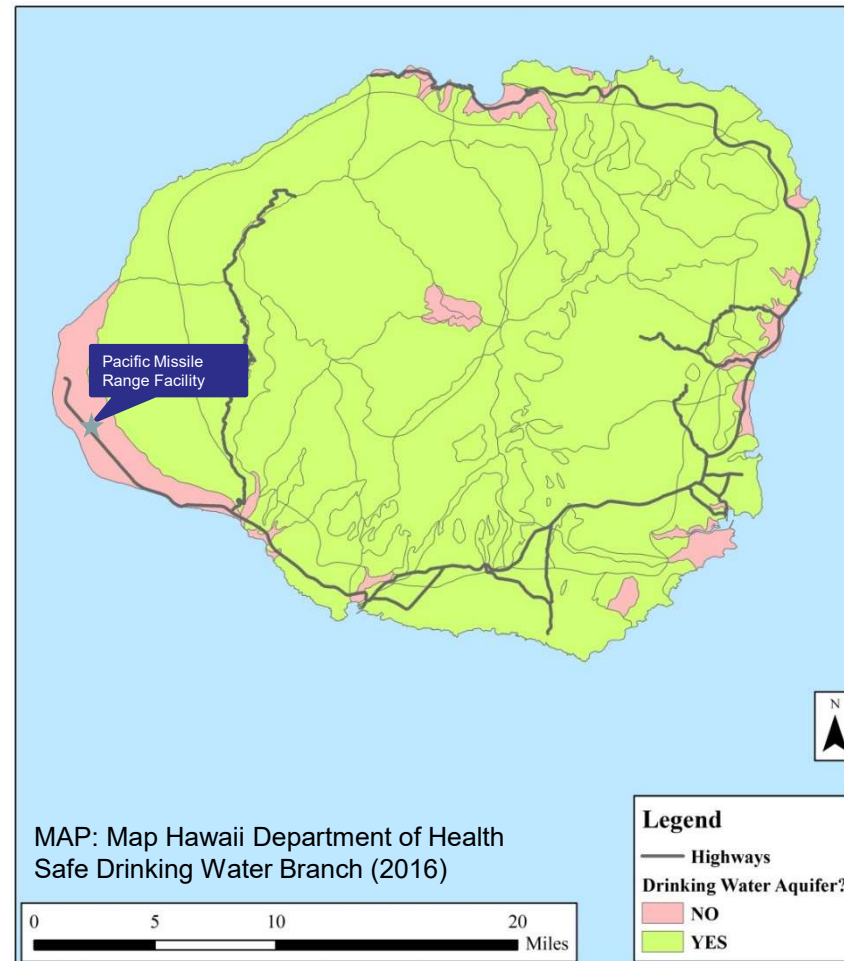 Pacific Missile
Range Facility
N
MAP: Map Hawaii Department of Health
Safe Drinking Water Branch (2016)
0 5 10 20
Miles
Legend
Highways
Drinking Water Aquifer?
NO
YES